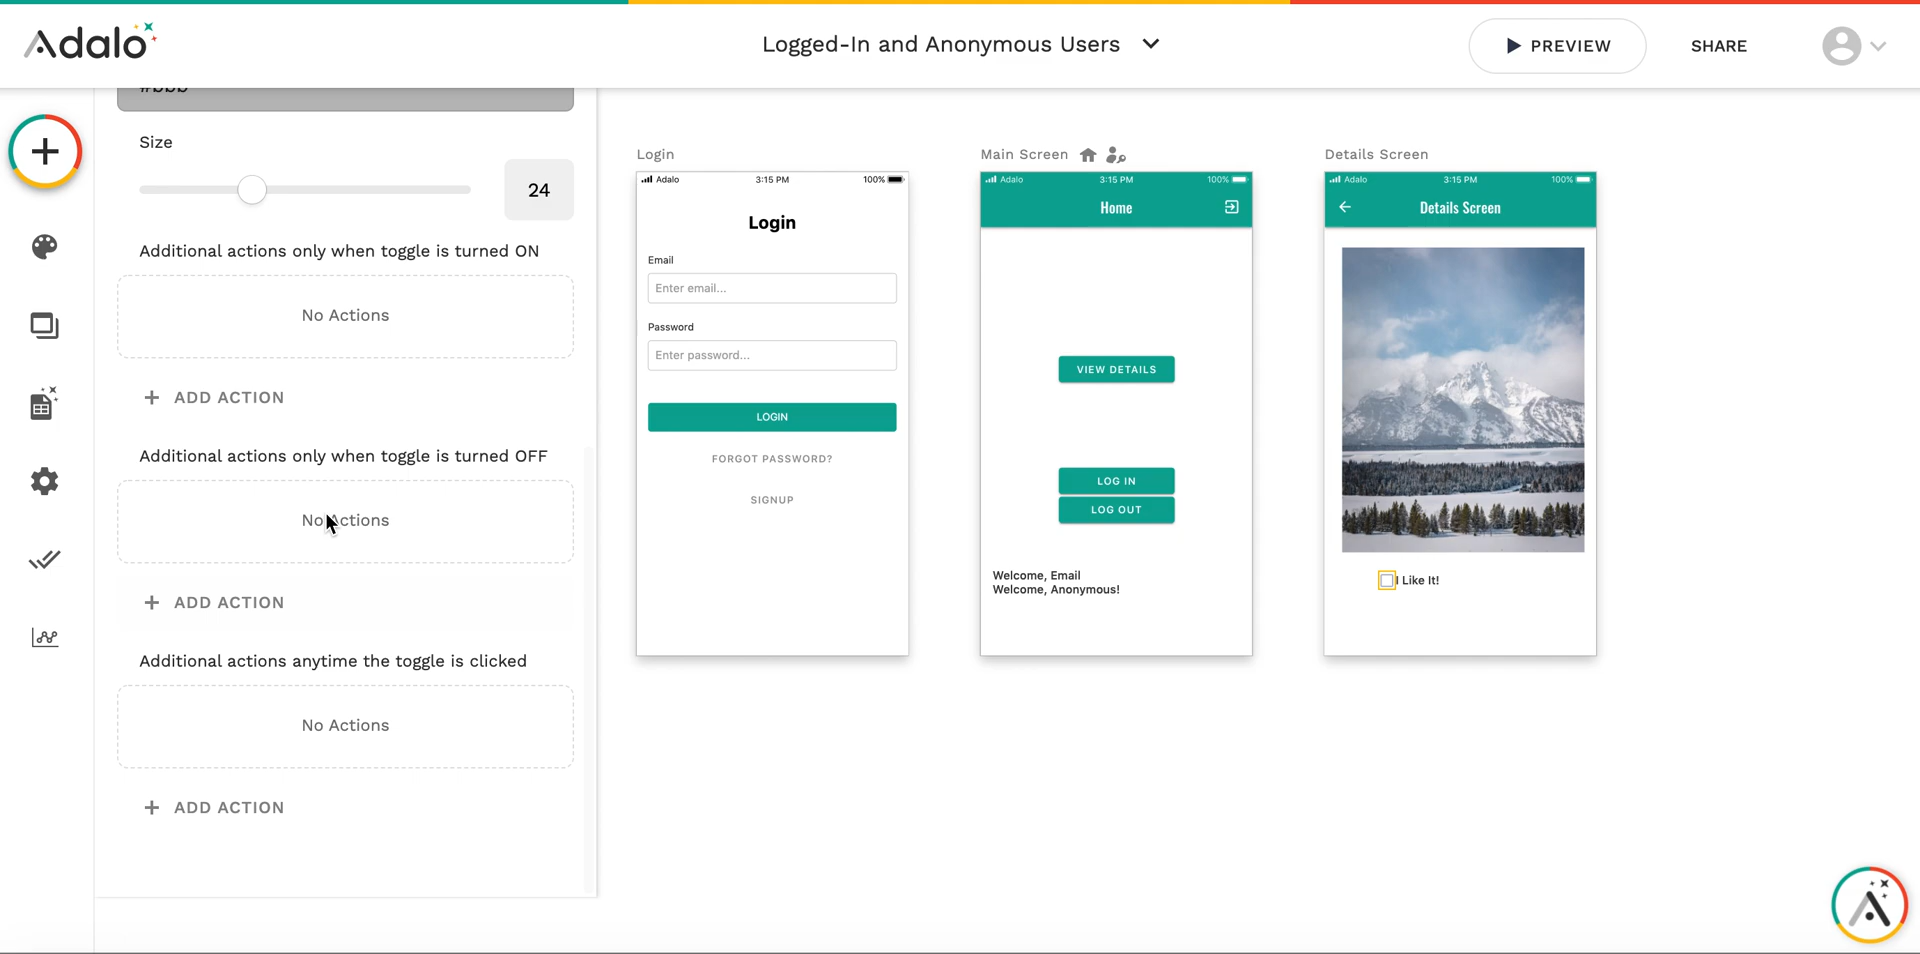 Adalo
Logged-In and Anonymous Users
PREVIEW
SHARE
#bbb
Size
24
Additional actions only when toggle is turned ON
No Actions
+ ADD ACTION
Additional actions only when toggle is turned OFF
No Actions
+ ADD ACTION
Additional actions anytime the toggle is clicked
No Actions
+ ADD ACTION
Login
Adalo 3:15 PM 100%
Login
Email
Enter email...
Password
Enter password...
LOGIN
FORGOT PASSWORD?
SIGNUP
Main Screen
Adalo 3:15 PM 100%
Home
VIEW DETAILS
LOG IN
LOG OUT
Welcome, Email
Welcome, Anonymous!
Details Screen
Adalo 3:15 PM 100%
Details Screen
I Like It!